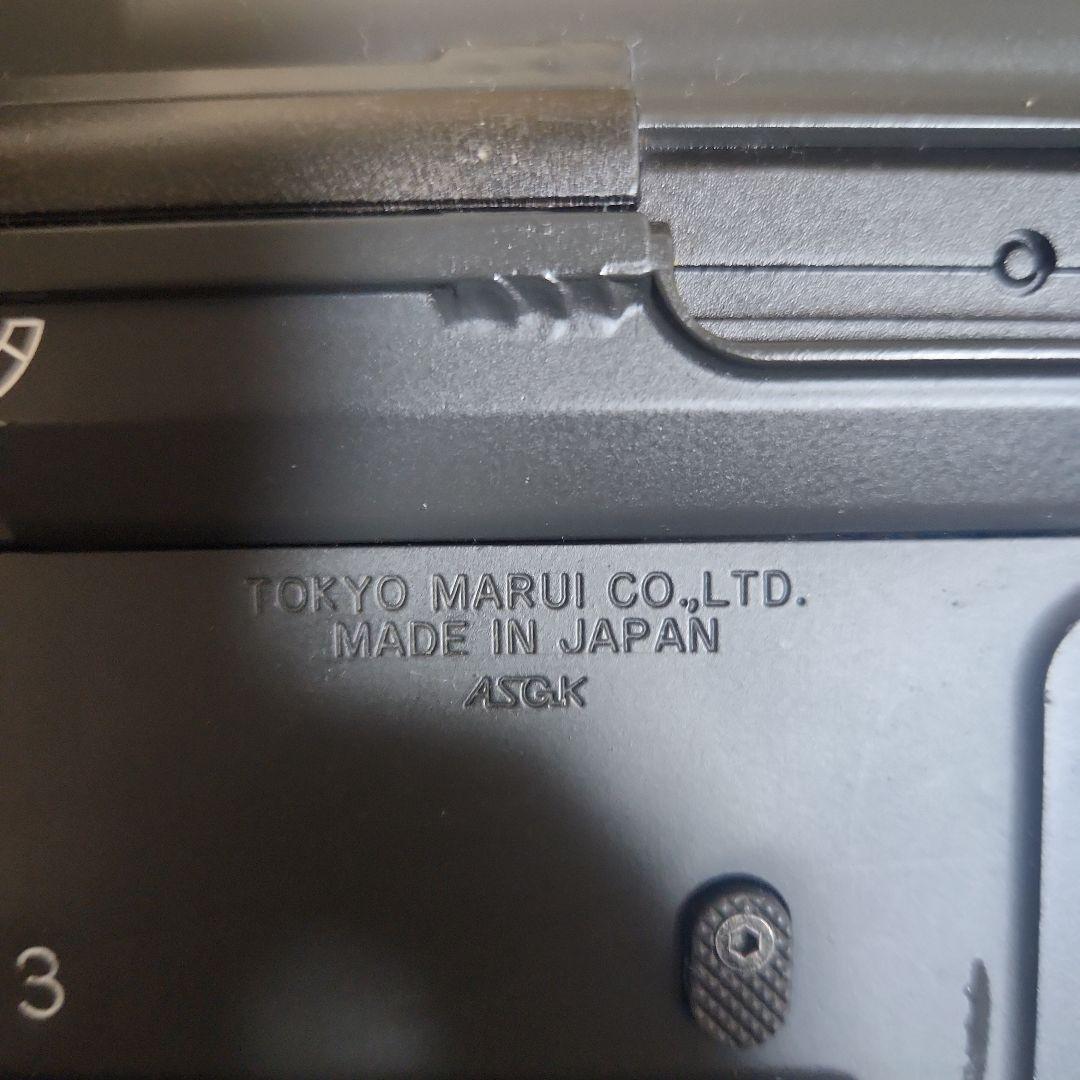 TOKYO MARUI CO.,LTD.
MADE IN JAPAN
ASGK
3